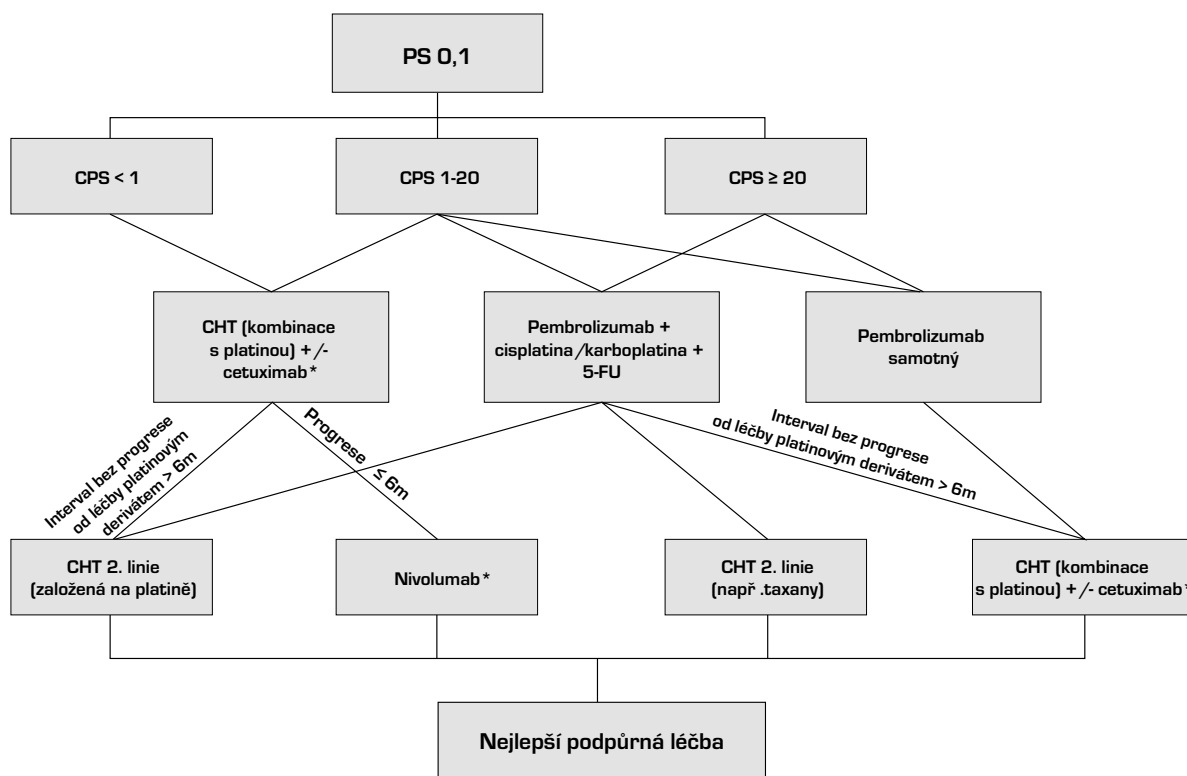 PS 0,1
CPS < 1
CPS 1-20
CPS ≥ 20
CHT (kombinace
s platinou) +/-
cetuximab*
Pembrolizumab +
cisplatina/karboplatina +
5-FU
Pembrolizumab
samotný
Interval bez progrese
od léčby platinovým
derivátem > 6m
Progrese ≤ 6m
Interval bez progrese
od léčby platinovým derivátem > 6m
CHT 2. linie
(založená na platině)
Nivolumab*
CHT 2. linie
(např .taxany)
CHT (kombinace
s platinou) +/- cetuximab*
Nejlepší podpůrná léčba